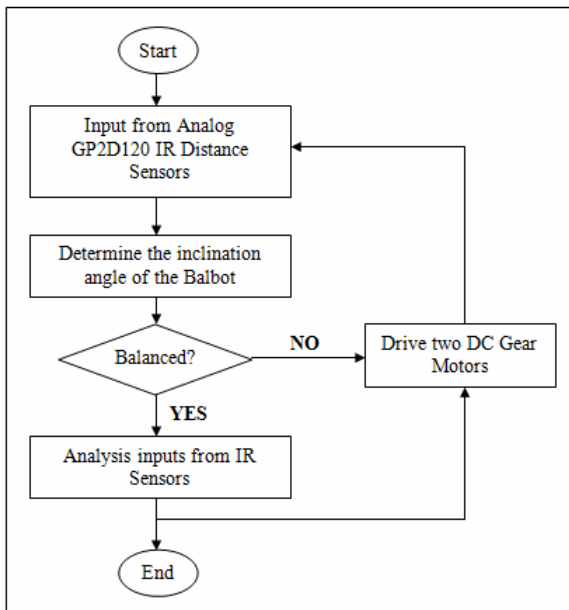 Start
Input from Analog
GP2D120 IR Distance
Sensors
Determine the inclination
angle of the Balbot
Balanced?
NO
Drive two DC Gear
Motors
YES
Analysis inputs from IR
Sensors
End